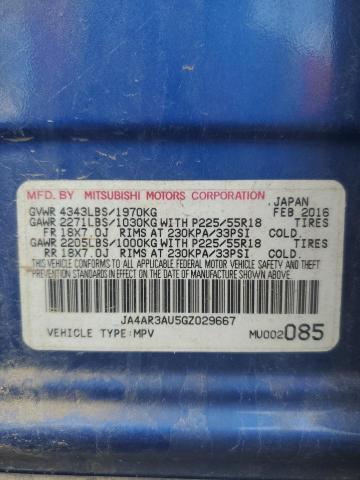 MFD. BY MITSUBISHI MOTORS CORPORATION JAPAN
GVWR 4343LBS/1970KG FEB 2016
GAWR 2271LBS/1030KG WITH P225/55R18 TIRES
FR 18X7.0J RIMS AT 230KPA/33PSI COLD.
GAWR 2205LBS/1000KG WITH P225/55R18 TIRES
RR 18X7.0J RIMS AT 230KPA/33PSI COLD.
THIS VEHICLE CONFORMS TO ALL APPLICABLE FEDERAL MOTOR VEHICLE SAFETY AND THEFT
PREVENTION STANDARDS IN EFFECT ON THE DATE OF MANUFACTURE SHOWN ABOVE.
JA4AR3AU5GZ029667
VEHICLE TYPE:MPV MU002085